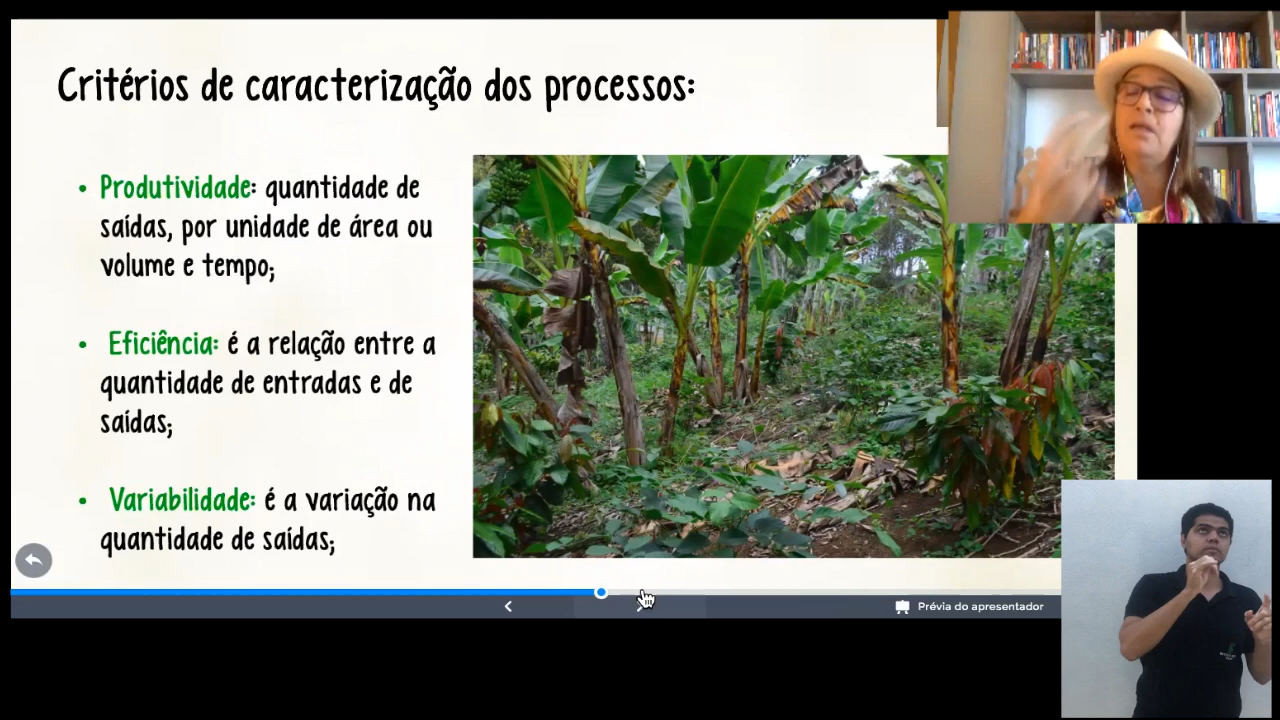 Critérios de caracterização dos processos:
• Produtividade: quantidade de
saídas, por unidade de área ou
volume e tempo;
• Eficiência: é a relação entre a
quantidade de entradas e de
saídas;
• Variabilidade: é a variação na
quantidade de saídas;
Prévia do apresentador